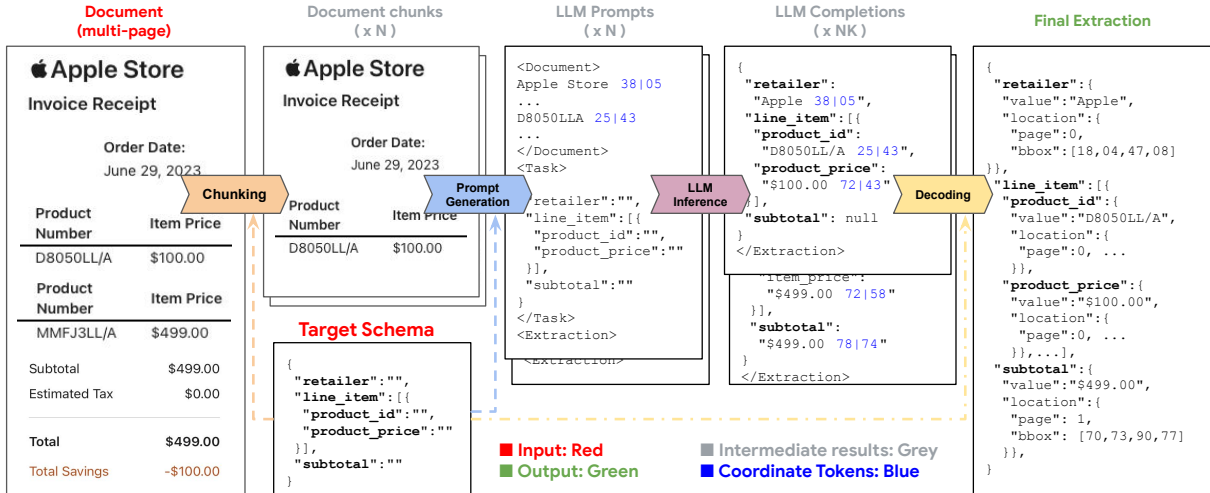 Document
(multi-page)
Apple Store
Invoice Receipt
Order Date:
June 29, 2023
Product
Number
Item Price
D8050LL/A
$100.00
Product
Number
Item Price
MMFJ3LL/A
$499.00
Subtotal
$499.00
Estimated Tax
$0.00
Total
$499.00
Total Savings
-$100.00
Chunking
Document chunks
( x N )
Apple Store
Invoice Receipt
Order Date:
June 29, 2023
Product
Number
Item Price
D8050LL/A
$100.00
Target Schema
{
"retailer":"",
"line_item":[{
"product_id":"",
"product_price":""
}],
"subtotal":""
}
Prompt
Generation
LLM Prompts
( x N )
<Document>
Apple Store 38|05
...
D8050LLA 25|43
...
</Document>
<Task>
"retailer":"",
"line_item":[{
"product_id":"",
"product_price":""
}],
"subtotal":""
}
</Task>
<Extraction>
<Extraction>
LLM
Inference
LLM Completions
( x NK )
{
"retailer":
"Apple 38|05",
"line_item":[{
"product_id":
"D8050LL/A 25|43",
"product_price":
"$100.00 72|43"
}],
"subtotal": null
}
</Extraction>
"item_price":
"$499.00 72|58"
}],
"subtotal":
"$499.00 78|74"
}
</Extraction>
Decoding
Final Extraction
{
"retailer":{
"value":"Apple",
"location":{
"page":0,
"bbox":[18,04,47,08]
}},
"line_item":[{
"product_id":{
"value":"D8050LL/A",
"location":{
"page":0, ...
}},
"product_price":{
"value":"$100.00",
"location":{
"page":0, ...
}},...],
"subtotal":{
"value":"$499.00",
"location":{
"page": 1,
"bbox": [70,73,90,77]
}},
}
Input: Red
Output: Green
Intermediate results: Grey
Coordinate Tokens: Blue